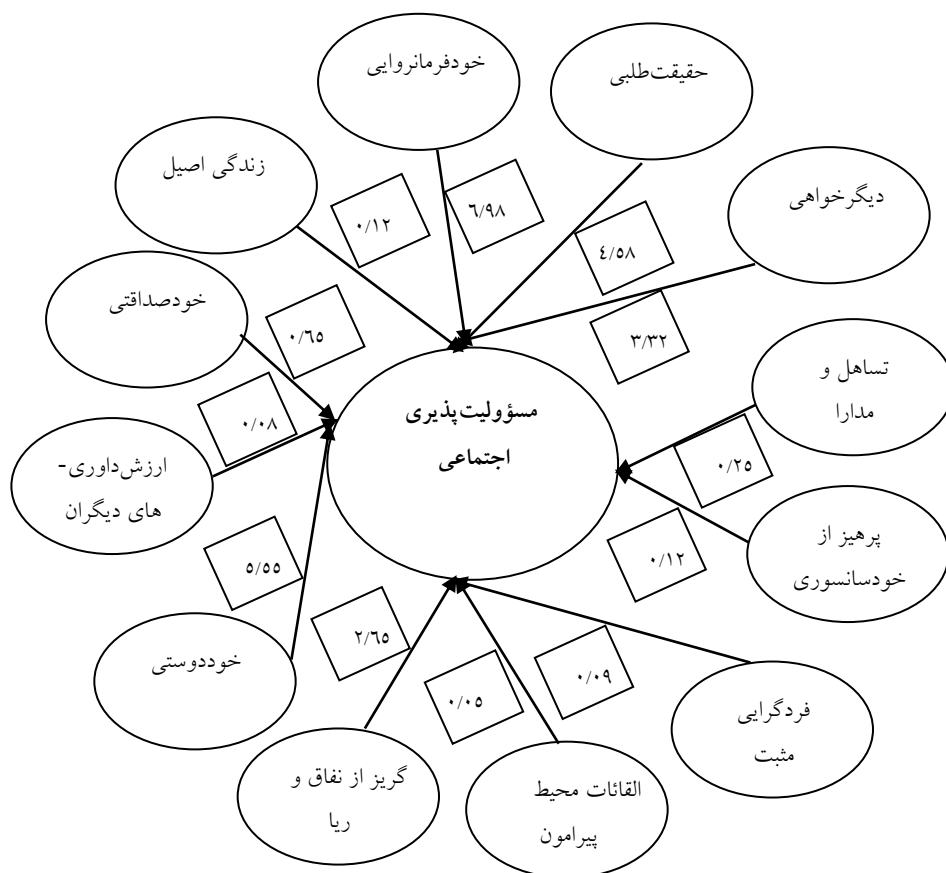 خودفرمانروایی
حقیقت‌طلبی
زندگی اصیل
دیگرخواهی
۰/۱۲
۶/۹۸
۴/۵۸
خودصداقتی
۰/۶۵
۳/۳۲
تساهل و
مدارا
مسؤولیت‌پذیری
اجتماعی
۰/۰۸
۰/۲۵
ارزش‌داوری-
های دیگران
پرهیز از
خودسانسوری
۵/۵۵
۰/۱۲
۲/۶۵
خوددوستی
۰/۰۵
۰/۰۹
فردگرایی
مثبت
گریز از نفاق و
ریا
القائات محیط
پیرامون